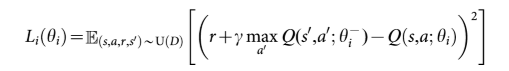 L_i(θ_i) = 𝔼_{(s,a,r,s′)∼U(D)} [ ( r + γ max_{a′} Q(s′,a′; θ_i^−) − Q(s,a; θ_i) )^2 ]